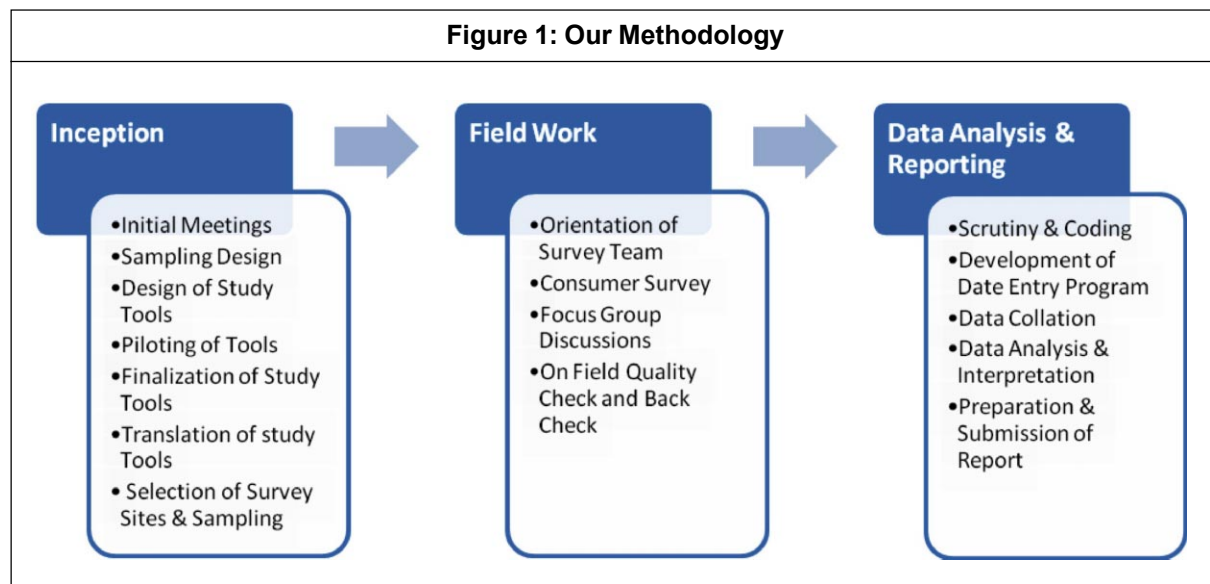 Figure 1: Our Methodology
Inception
•Initial Meetings
•Sampling Design
•Design of Study
Tools
•Piloting of Tools
•Finalization of Study
Tools
•Translation of study
Tools
• Selection of Survey
Sites & Sampling
Field Work
•Orientation of
Survey Team
•Consumer Survey
•Focus Group
Discussions
•On Field Quality
Check and Back
Check
Data Analysis &
Reporting
•Scrutiny & Coding
•Development of
Date Entry Program
•Data Collation
•Data Analysis &
Interpretation
•Preparation &
Submission of
Report